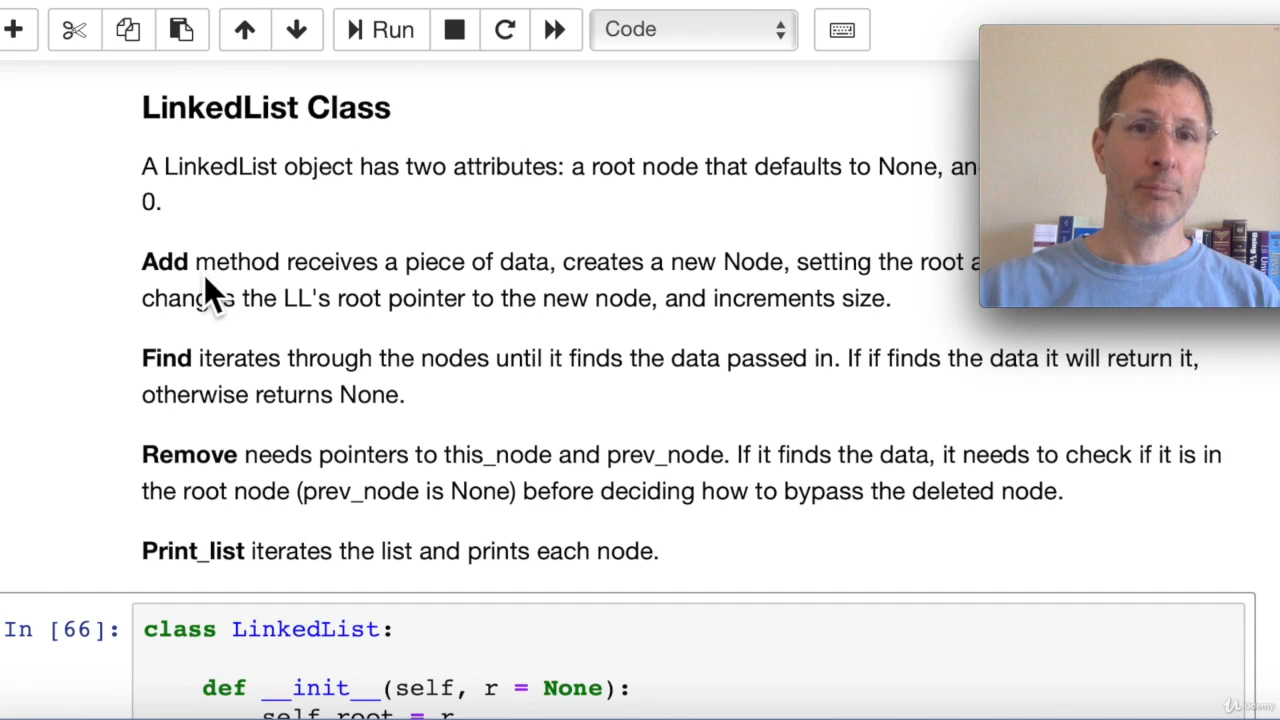 Run
Code
LinkedList Class
A LinkedList object has two attributes: a root node that defaults to None, an
0.
Add method receives a piece of data, creates a new Node, setting the root a
changes the LL's root pointer to the new node, and increments size.
Find iterates through the nodes until it finds the data passed in. If if finds the data it will return it,
otherwise returns None.
Remove needs pointers to this_node and prev_node. If it finds the data, it needs to check if it is in
the root node (prev_node is None) before deciding how to bypass the deleted node.
Print_list iterates the list and prints each node.
In [66]:
class LinkedList:
def __init__(self, r = None):
self.root = r
Udemy